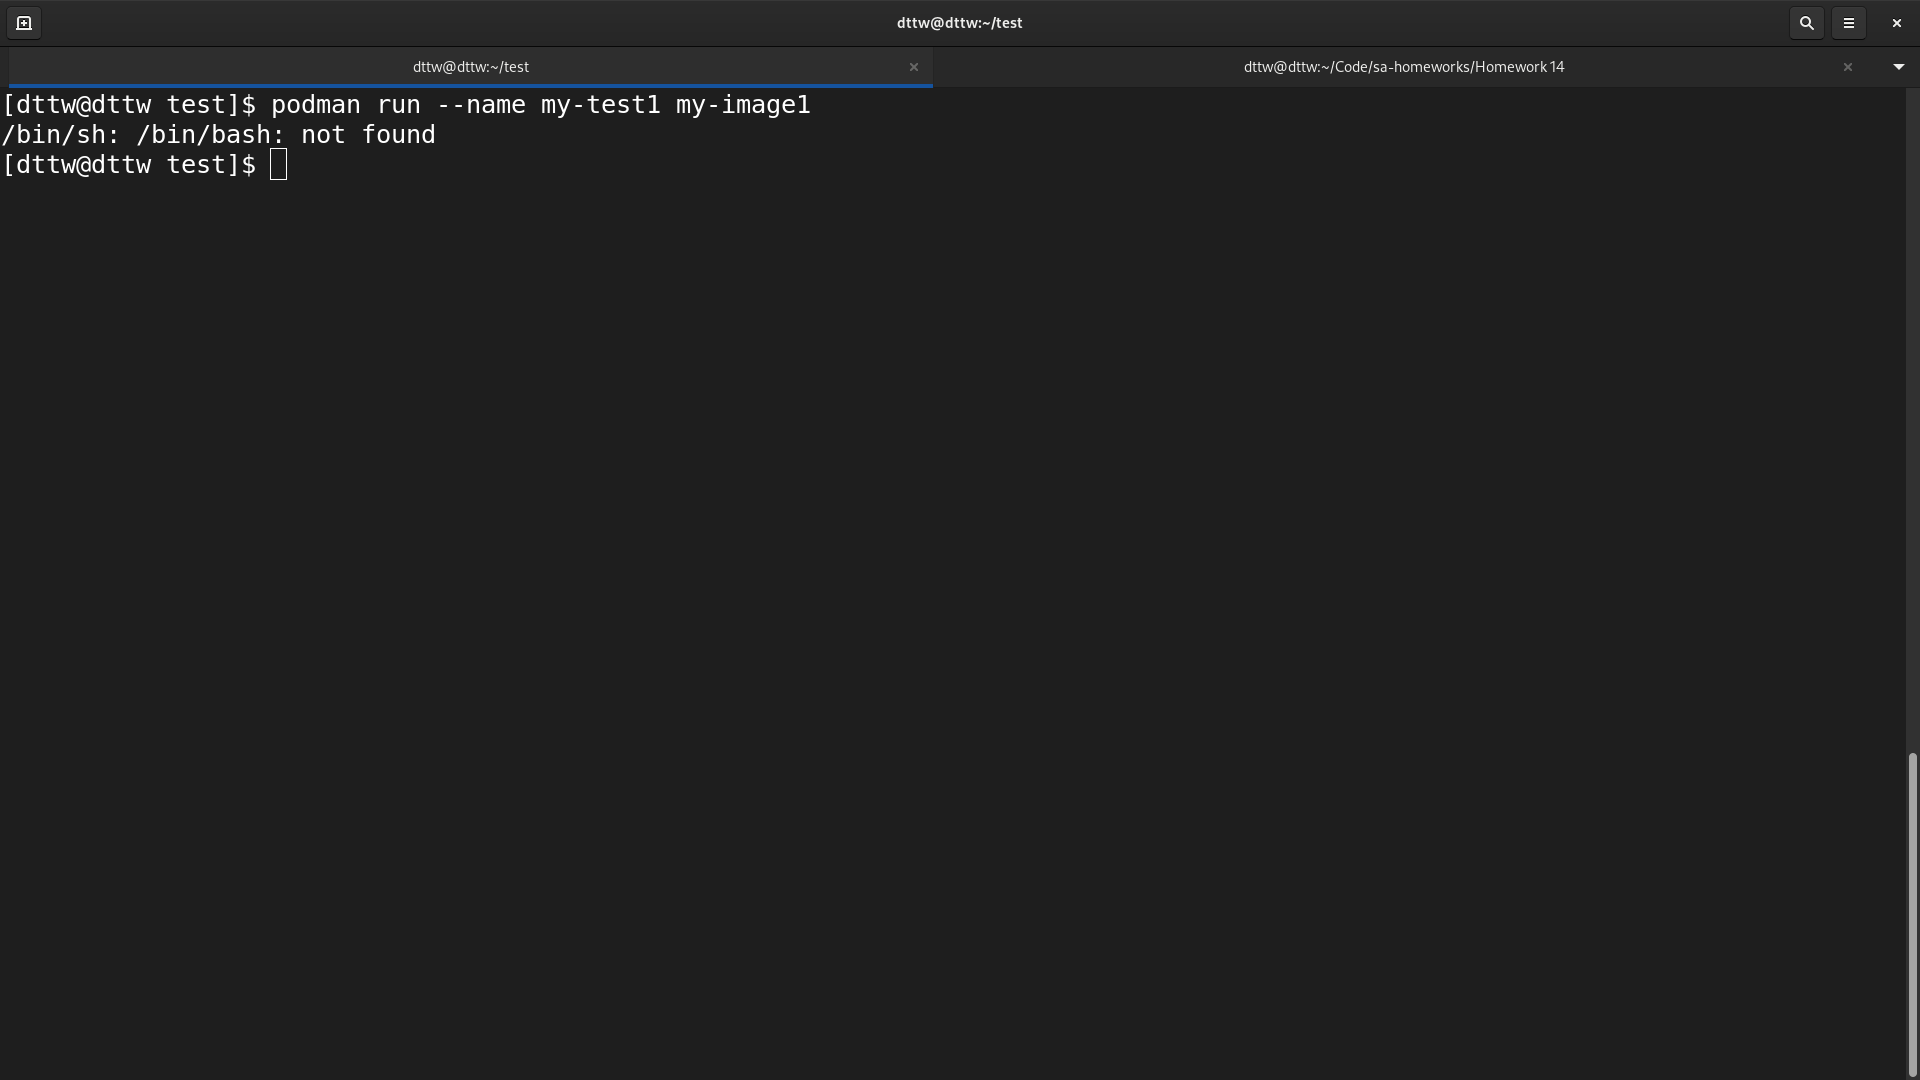 dttw@dttw:~/test
dttw@dttw:~/test
dttw@dttw:~/Code/sa-homeworks/Homework 14
[dttw@dttw test]$ podman run --name my-test1 my-image1
/bin/sh: /bin/bash: not found
[dttw@dttw test]$